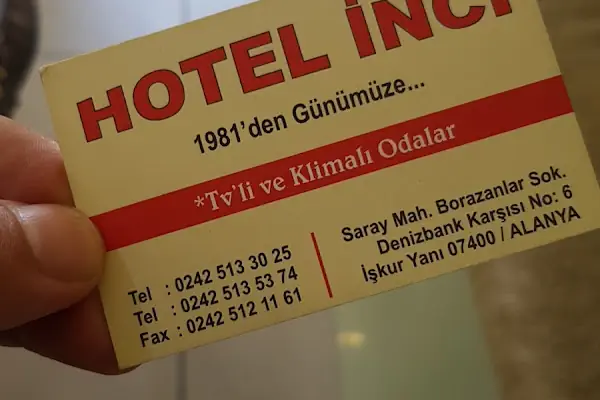 HOTEL İNCİ
1981'den Günümüze...
*Tv'li ve Klimalı Odalar
Tel : 0242 513 30 25
Tel : 0242 513 53 74
Fax : 0242 512 11 61
Saray Mah. Borazanlar Sok.
Denizbank Karşısı No: 6
İşkur Yanı 07400 / ALANYA